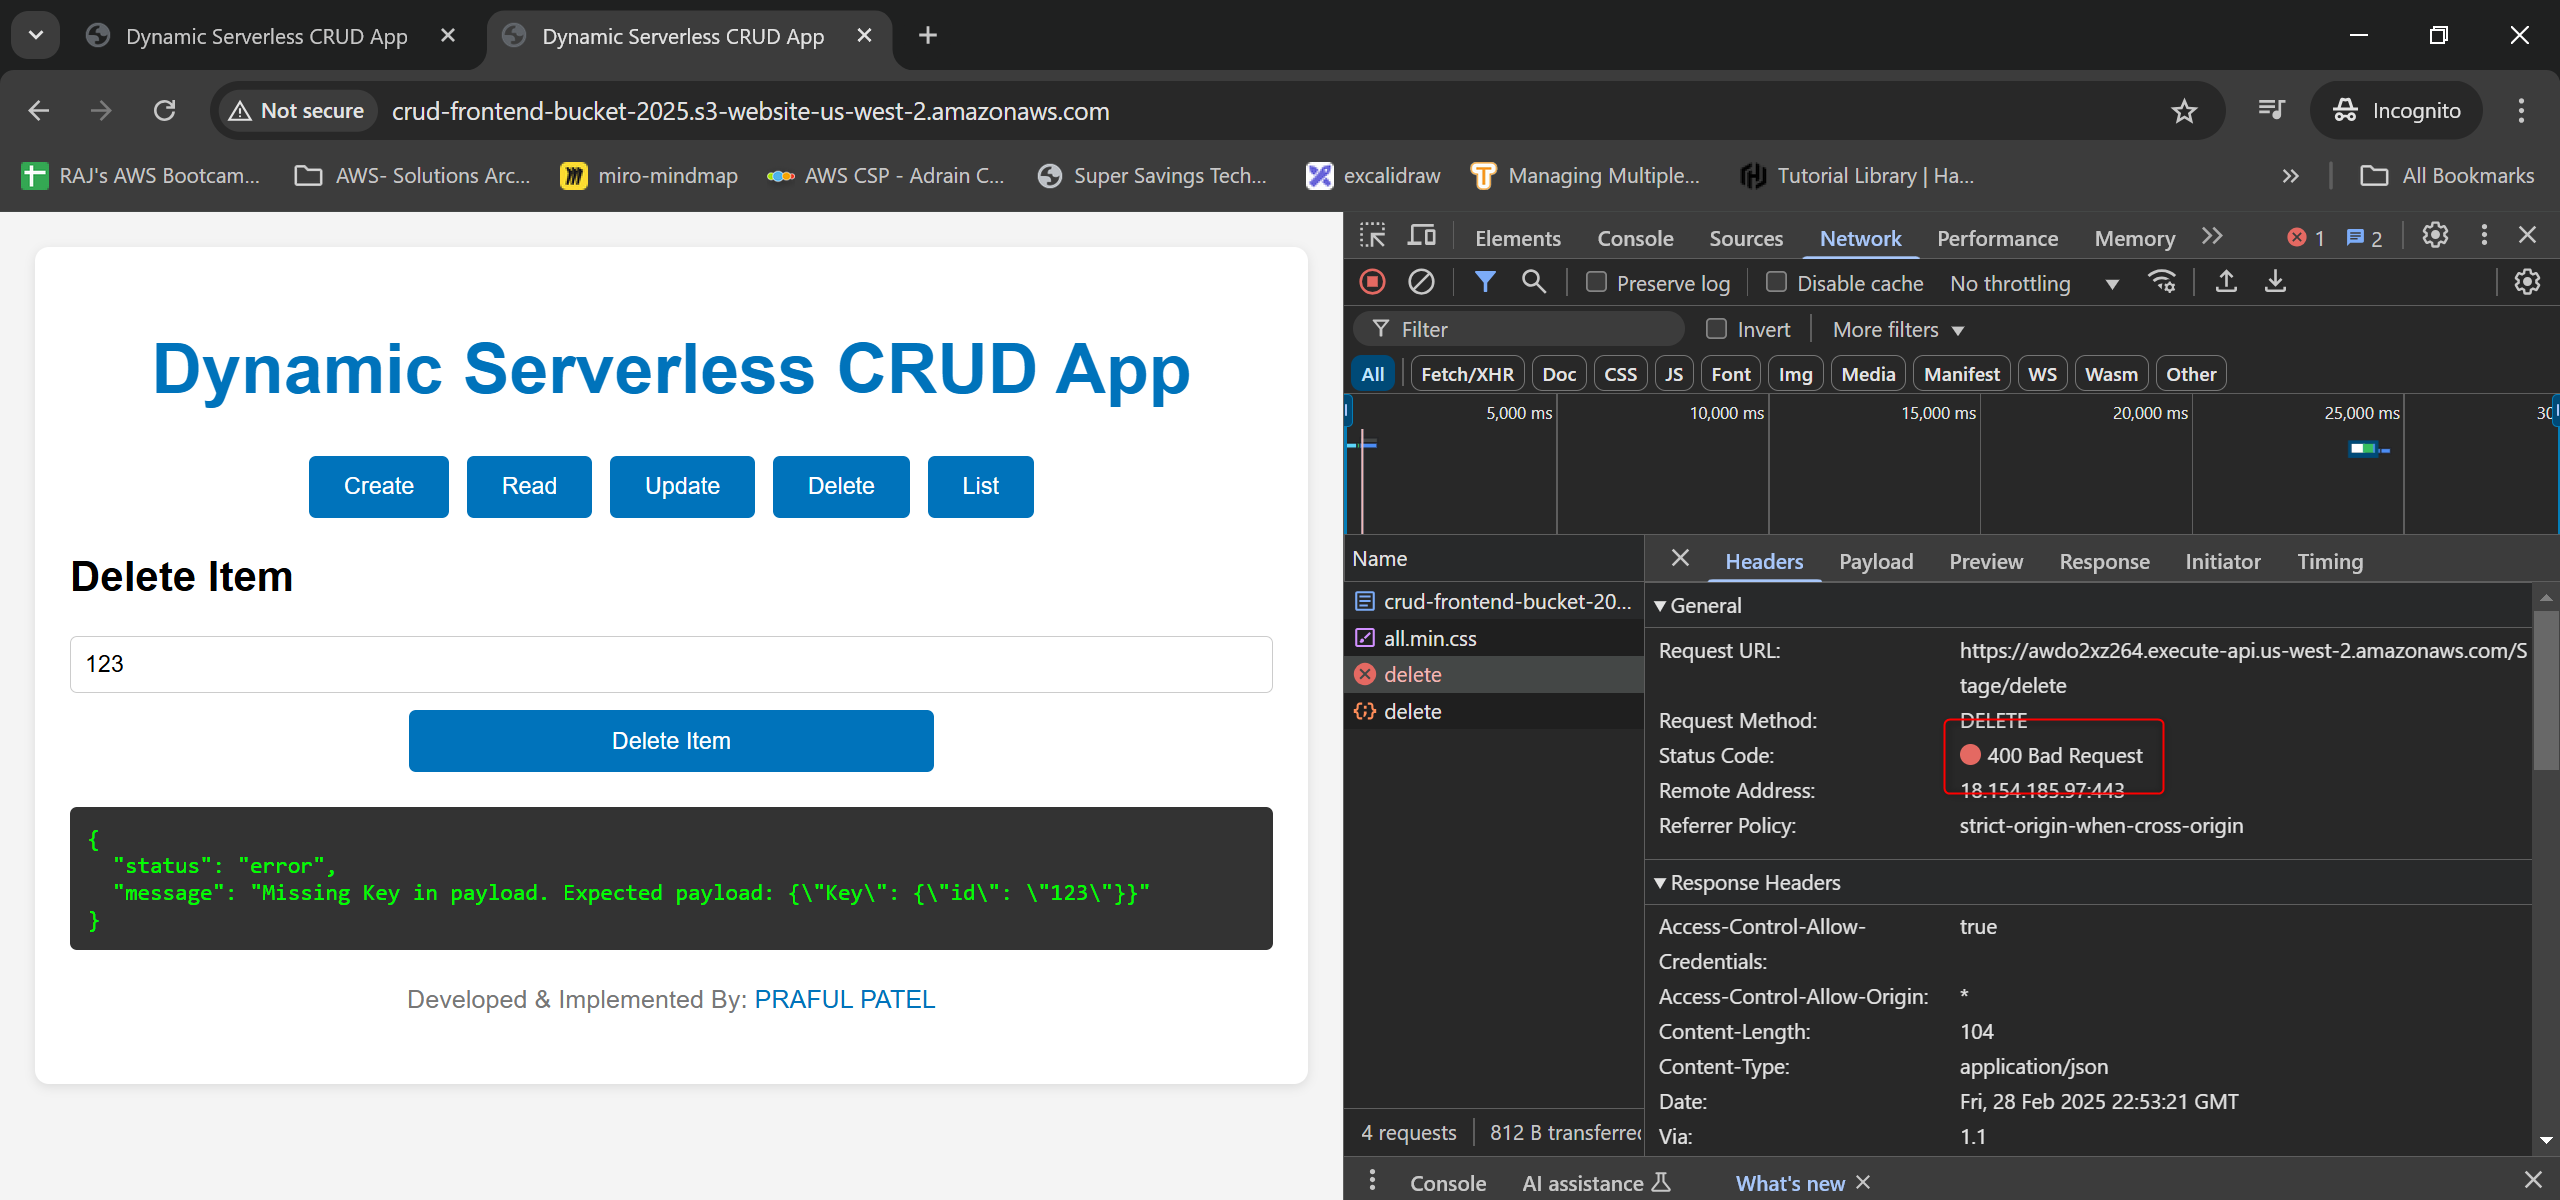 Dynamic Serverless CRUD App
Dynamic Serverless CRUD App
Not secure
crud-frontend-bucket-2025.s3-website-us-west-2.amazonaws.com
Incognito
RAJ's AWS Bootcam...
AWS- Solutions Arc...
miro-mindmap
AWS CSP - Adrain C...
Super Savings Tech...
excalidraw
Managing Multiple...
Tutorial Library | Ha...
All Bookmarks
Dynamic Serverless CRUD App
Create Read Update Delete List
Delete Item
123
Delete Item
{
"status": "error",
"message": "Missing Key in payload. Expected payload: {\"Key\": {\"id\": \"123\"}}"
}
Developed & Implemented By: PRAFUL PATEL
Elements Console Sources Network Performance Memory 1 2
Preserve log Disable cache No throttling
Filter Invert More filters
All Fetch/XHR Doc CSS JS Font Img Media Manifest WS Wasm Other
5,000 ms 10,000 ms 15,000 ms 20,000 ms 25,000 ms 30
Name
crud-frontend-bucket-20...
all.min.css
delete
delete
4 requests 812 B transferre
Headers Payload Preview Response Initiator Timing
General
Request URL: https://awdo2xz264.execute-api.us-west-2.amazonaws.com/S
tage/delete
Request Method: DELETE
Status Code: 400 Bad Request
Remote Address: 18.154.185.97:443
Referrer Policy: strict-origin-when-cross-origin
Response Headers
Access-Control-Allow- true
Credentials:
Access-Control-Allow-Origin: *
Content-Length: 104
Content-Type: application/json
Date: Fri, 28 Feb 2025 22:53:21 GMT
Via: 1.1
Console AI assistance What's new